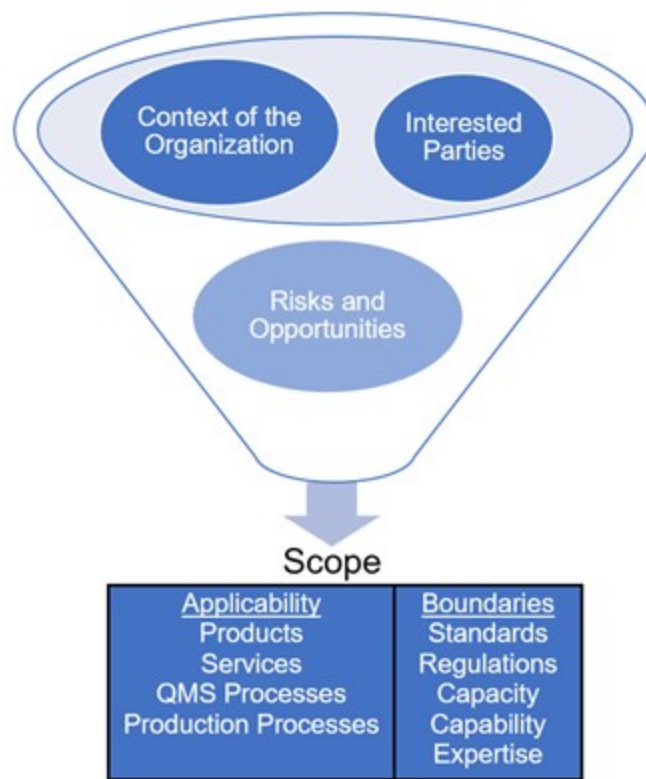 Context of the
Organization
Interested
Parties
Risks and
Opportunities
Scope
Applicability
Products
Services
QMS Processes
Production Processes
Boundaries
Standards
Regulations
Capacity
Capability
Expertise